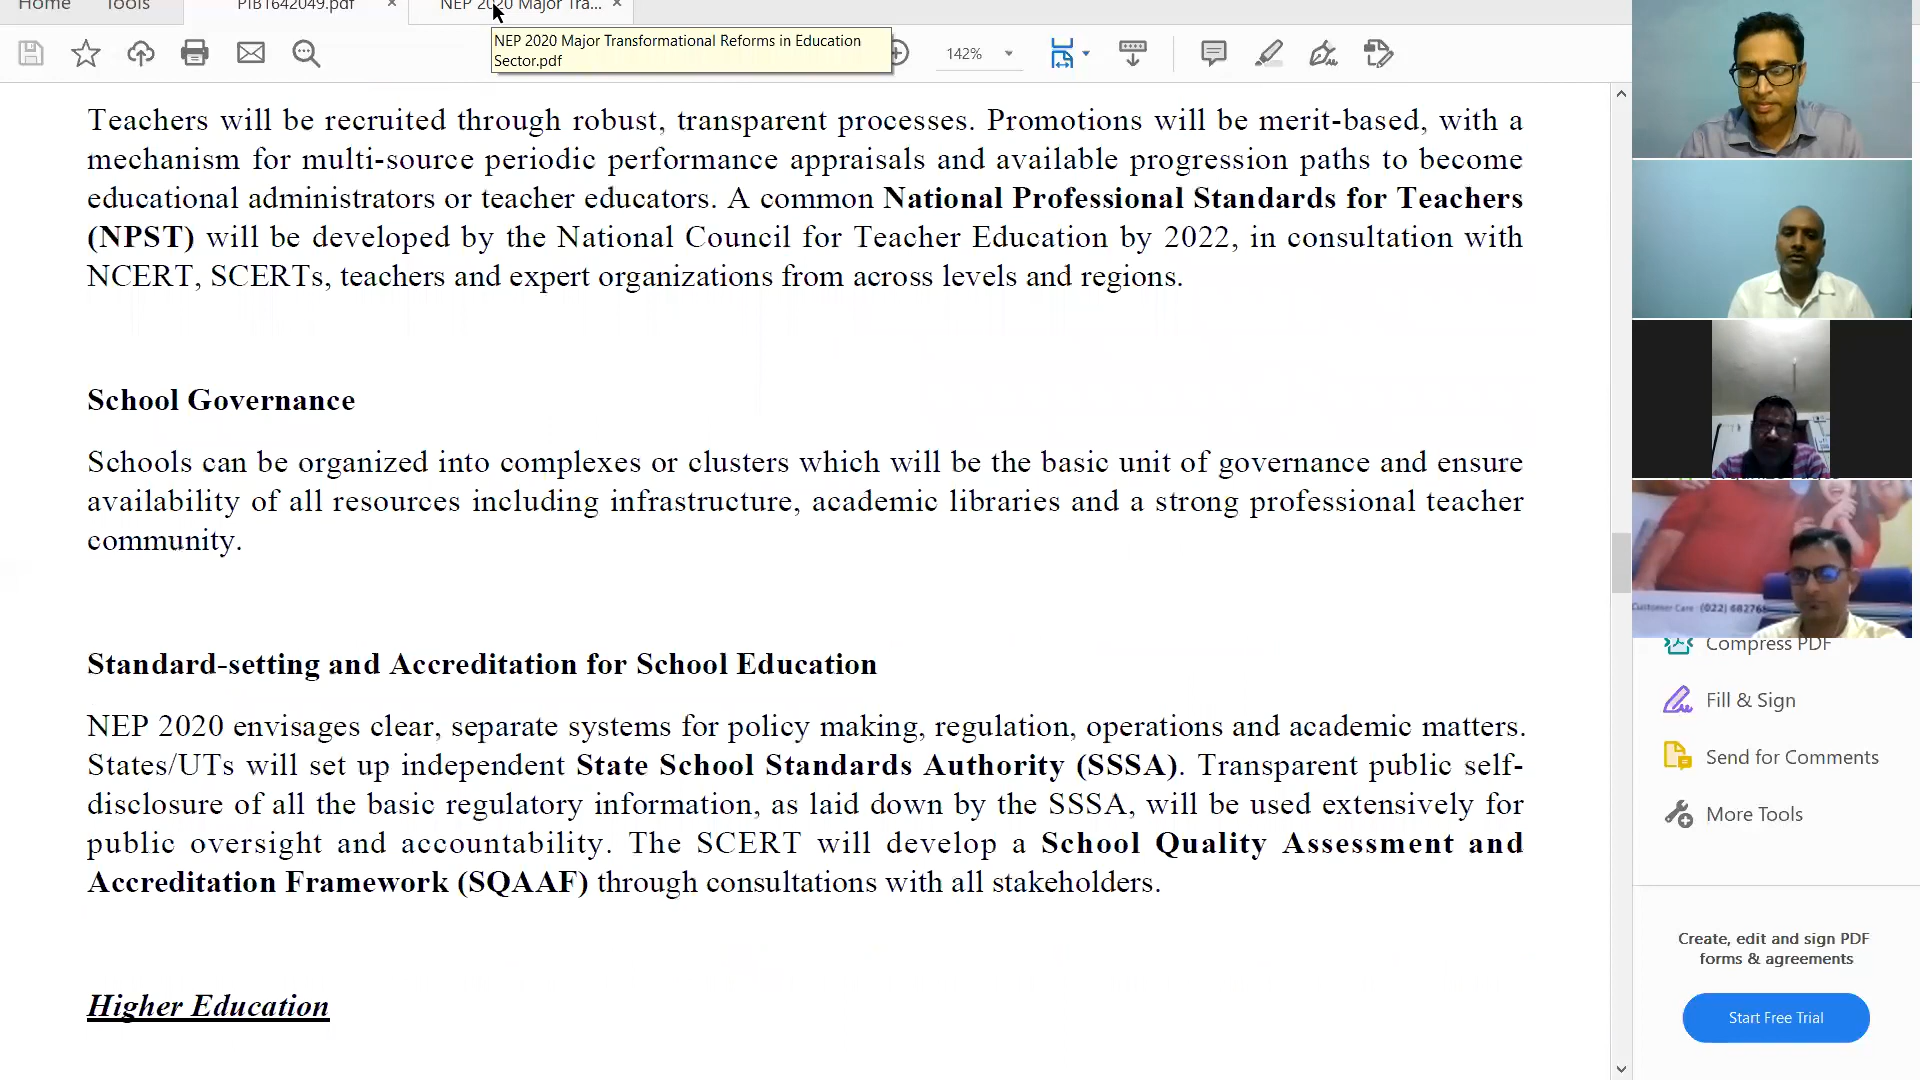 Home
Tools
PIB1642049.pdf
×
NEP 2020 Major Tra...
×
NEP 2020 Major Transformational Reforms in Education
Sector.pdf
142%
Teachers will be recruited through robust, transparent processes. Promotions will be merit-based, with a
mechanism for multi-source periodic performance appraisals and available progression paths to become
educational administrators or teacher educators. A common National Professional Standards for Teachers
(NPST) will be developed by the National Council for Teacher Education by 2022, in consultation with
NCERT, SCERTs, teachers and expert organizations from across levels and regions.
School Governance
Schools can be organized into complexes or clusters which will be the basic unit of governance and ensure
availability of all resources including infrastructure, academic libraries and a strong professional teacher
community.
Standard-setting and Accreditation for School Education
NEP 2020 envisages clear, separate systems for policy making, regulation, operations and academic matters.
States/UTs will set up independent State School Standards Authority (SSSA). Transparent public self-
disclosure of all the basic regulatory information, as laid down by the SSSA, will be used extensively for
public oversight and accountability. The SCERT will develop a School Quality Assessment and
Accreditation Framework (SQAAF) through consultations with all stakeholders.
Higher Education
Customer Care (022) 68276
Compress PDF
Fill & Sign
Send for Comments
More Tools
Create, edit and sign PDF
forms & agreements
Start Free Trial